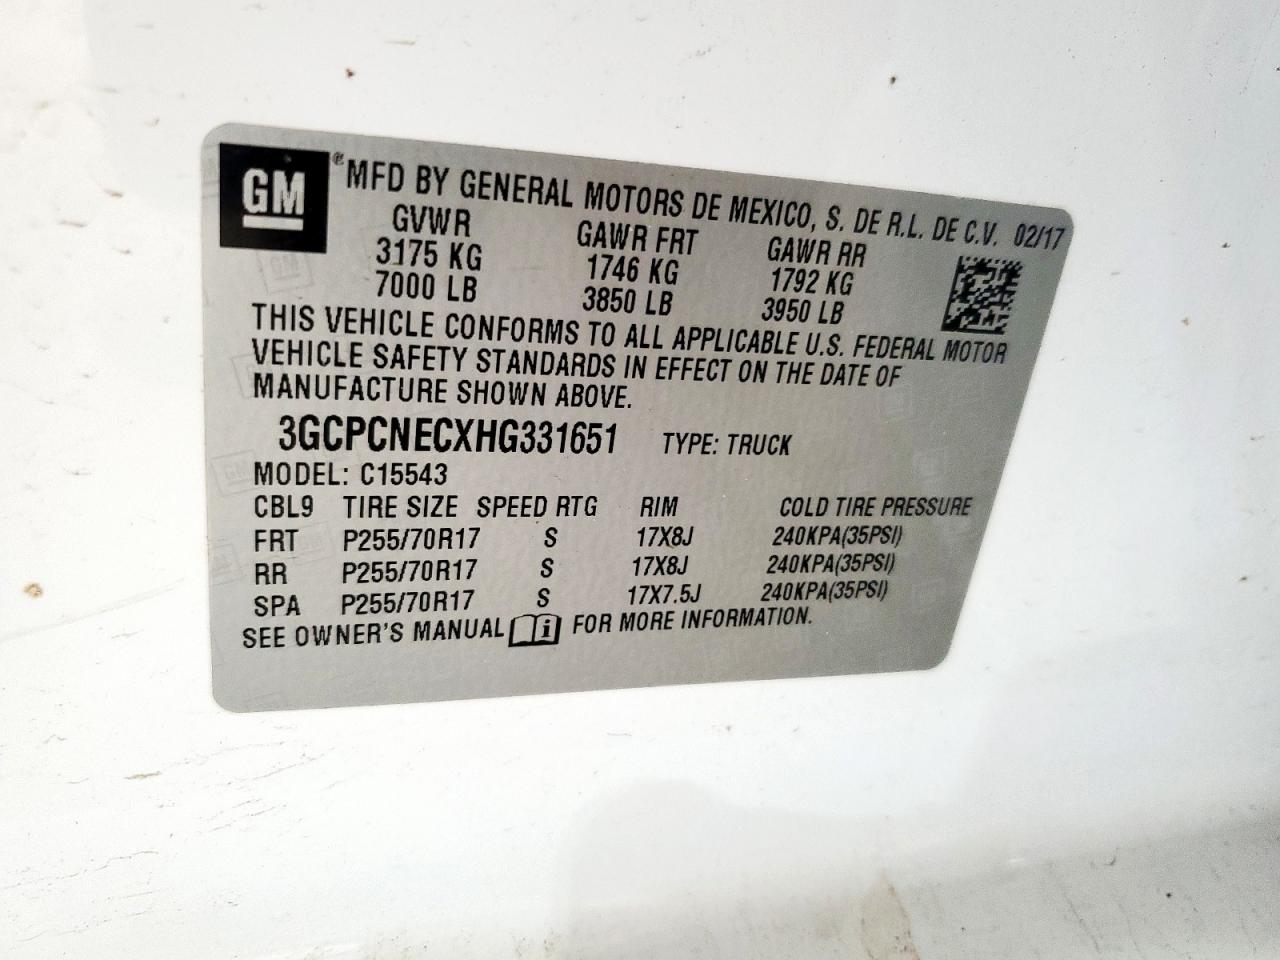 GM ® MFD BY GENERAL MOTORS DE MEXICO, S. DE R.L. DE C.V. 02/17
GVWR GAWR FRT GAWR RR
3175 KG 1746 KG 1792 KG
7000 LB 3850 LB 3950 LB
THIS VEHICLE CONFORMS TO ALL APPLICABLE U.S. FEDERAL MOTOR
VEHICLE SAFETY STANDARDS IN EFFECT ON THE DATE OF
MANUFACTURE SHOWN ABOVE.
3GCPCNECXHG331651 TYPE: TRUCK
MODEL: C15543
CBL9 TIRE SIZE SPEED RTG RIM COLD TIRE PRESSURE
FRT P255/70R17 S 17X8J 240KPA(35PSI)
RR P255/70R17 S 17X8J 240KPA(35PSI)
SPA P255/70R17 S 17X7.5J 240KPA(35PSI)
SEE OWNER'S MANUAL i FOR MORE INFORMATION.